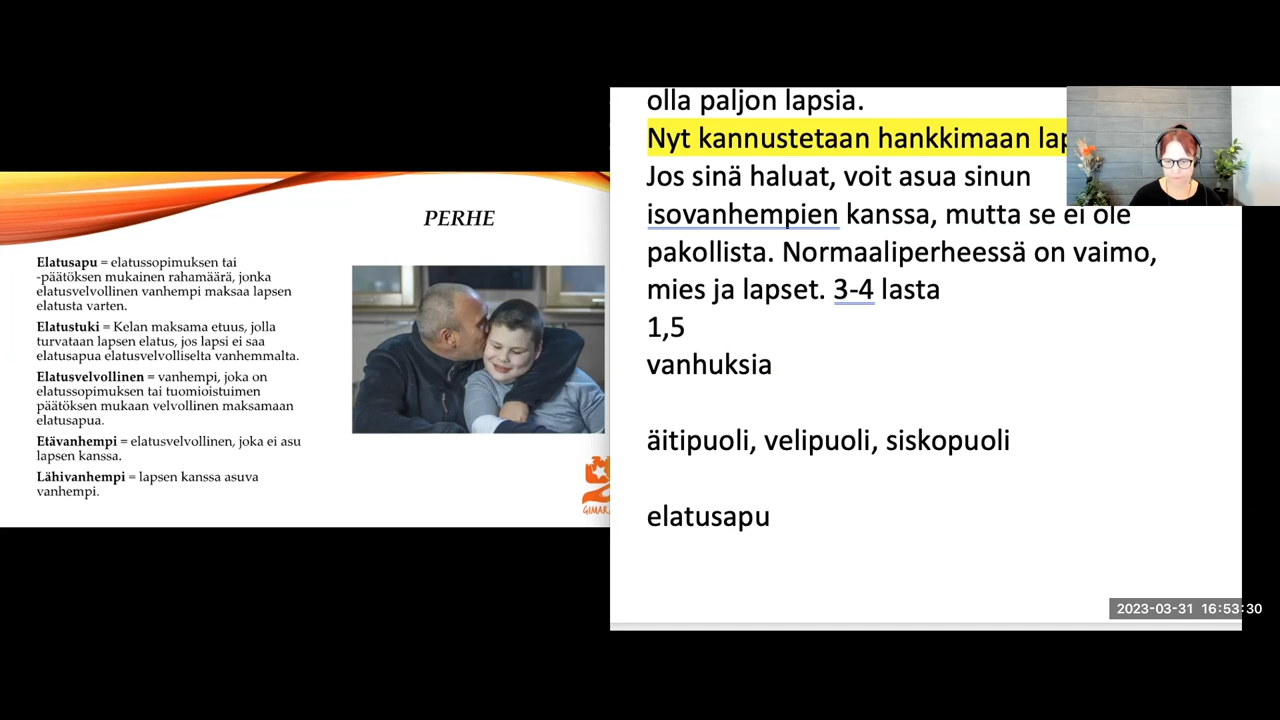 PERHE
Elatusapu = elatussopimuksen tai
-päätöksen mukainen rahamäärä, jonka
elatusvelvollinen vanhempi maksaa lapsen
elatusta varten.
Elatustuki = Kelan maksama etuus, jolla
turvataan lapsen elatus, jos lapsi ei saa
elatusapua elatusvelvolliselta vanhemmalta.
Elatusvelvollinen = vanhempi, joka on
elatussopimuksen tai tuomioistuimen
päätöksen mukaan velvollinen maksamaan
elatusapua.
Etävanhempi = elatusvelvollinen, joka ei asu
lapsen kanssa.
Lähivanhempi = lapsen kanssa asuva
vanhempi.
olla paljon lapsia.
Nyt kannustetaan hankkimaan
Jos sinä haluat, voit asua sinun
isovanhempien kanssa, mutta se ei ole
pakollista. Normaaliperheessä on vaimo,
mies ja lapset. 3-4 lasta
1,5
vanhuksia
äitipuoli, velipuoli, siskopuoli
elatusapu
2023-03-31 16:53:30